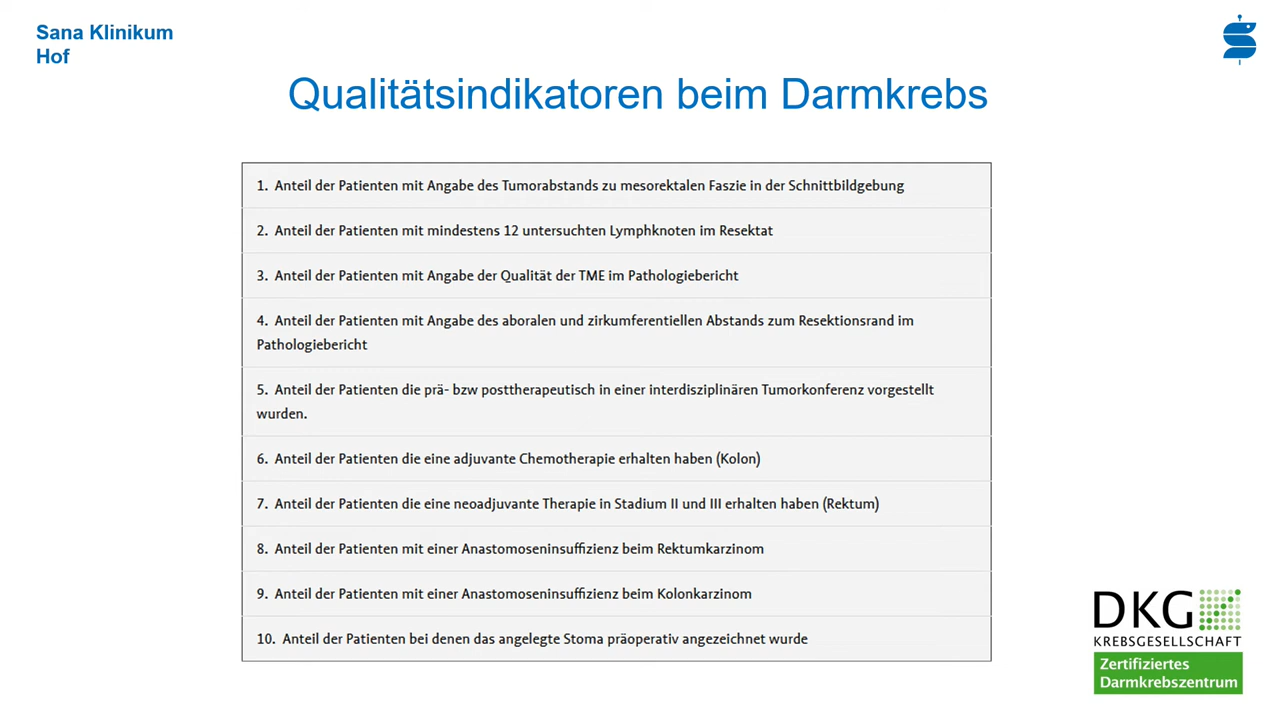 Sana Klinikum
Hof
Qualitätsindikatoren beim Darmkrebs
1. Anteil der Patienten mit Angabe des Tumorabstands zu mesorektalen Faszie in der Schnittbildgebung
2. Anteil der Patienten mit mindestens 12 untersuchten Lymphknoten im Resektat
3. Anteil der Patienten mit Angabe der Qualität der TME im Pathologiebericht
4. Anteil der Patienten mit Angabe des aboralen und zirkumferentiellen Abstands zum Resektionsrand im
Pathologiebericht
5. Anteil der Patienten die prä- bzw posttherapeutisch in einer interdisziplinären Tumorkonferenz vorgestellt
wurden.
6. Anteil der Patienten die eine adjuvante Chemotherapie erhalten haben (Kolon)
7. Anteil der Patienten die eine neoadjuvante Therapie in Stadium II und III erhalten haben (Rektum)
8. Anteil der Patienten mit einer Anastomoseninsuffizienz beim Rektumkarzinom
9. Anteil der Patienten mit einer Anastomoseninsuffizienz beim Kolonkarzinom
10. Anteil der Patienten bei denen das angelegte Stoma präoperativ angezeichnet wurde
DKG
KREBSGESELLSCHAFT
Zertifiziertes
Darmkrebszentrum